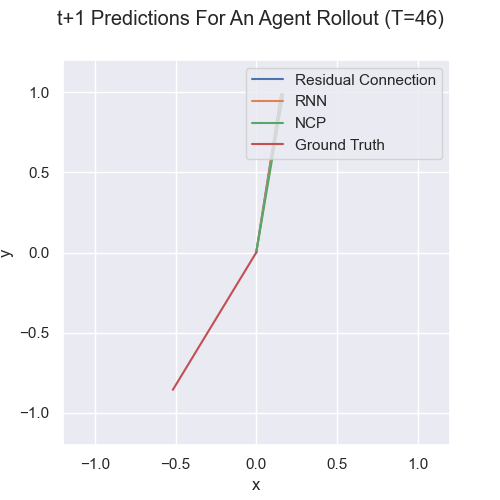 t+1 Predictions For An Agent Rollout (T=46)
Residual Connection
RNN
NCP
Ground Truth
1.0
0.5
0.0
−0.5
−1.0
y
−1.0 −0.5 0.0 0.5 1.0
x